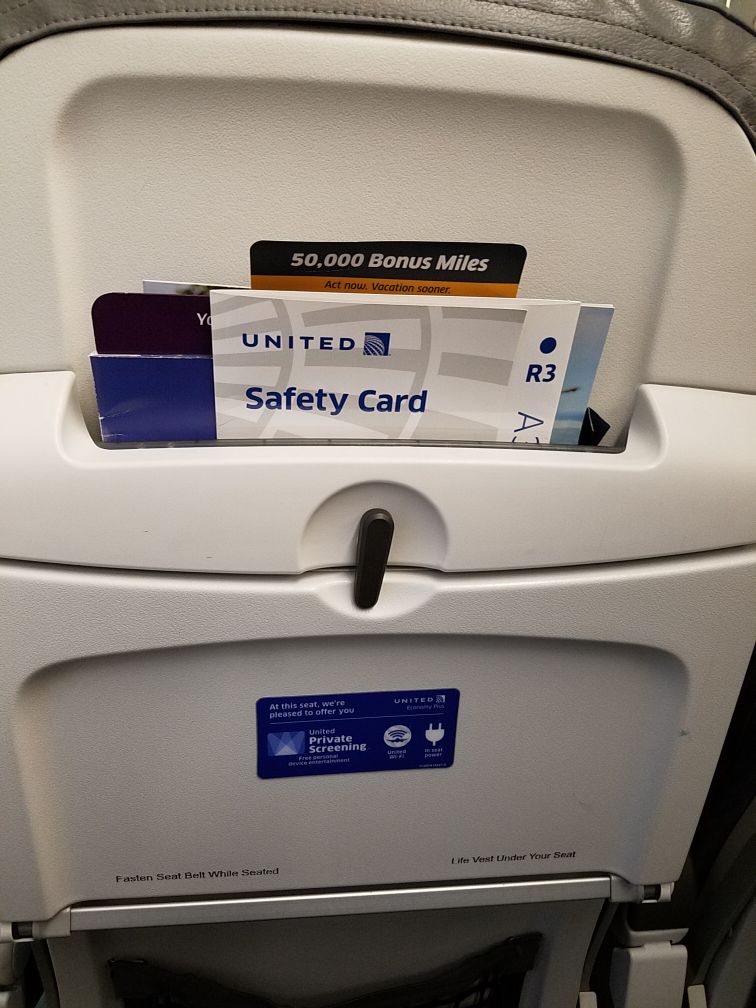 50,000 Bonus Miles
Act now. Vacation sooner.
UNITED
Safety Card
R3
At this seat, we're
pleased to offer you
UNITED
Economy Plus
United
Private
Screening
Free personal
device entertainment
United
Wi-Fi
In seat
power
Fasten Seat Belt While Seated
Life Vest Under Your Seat